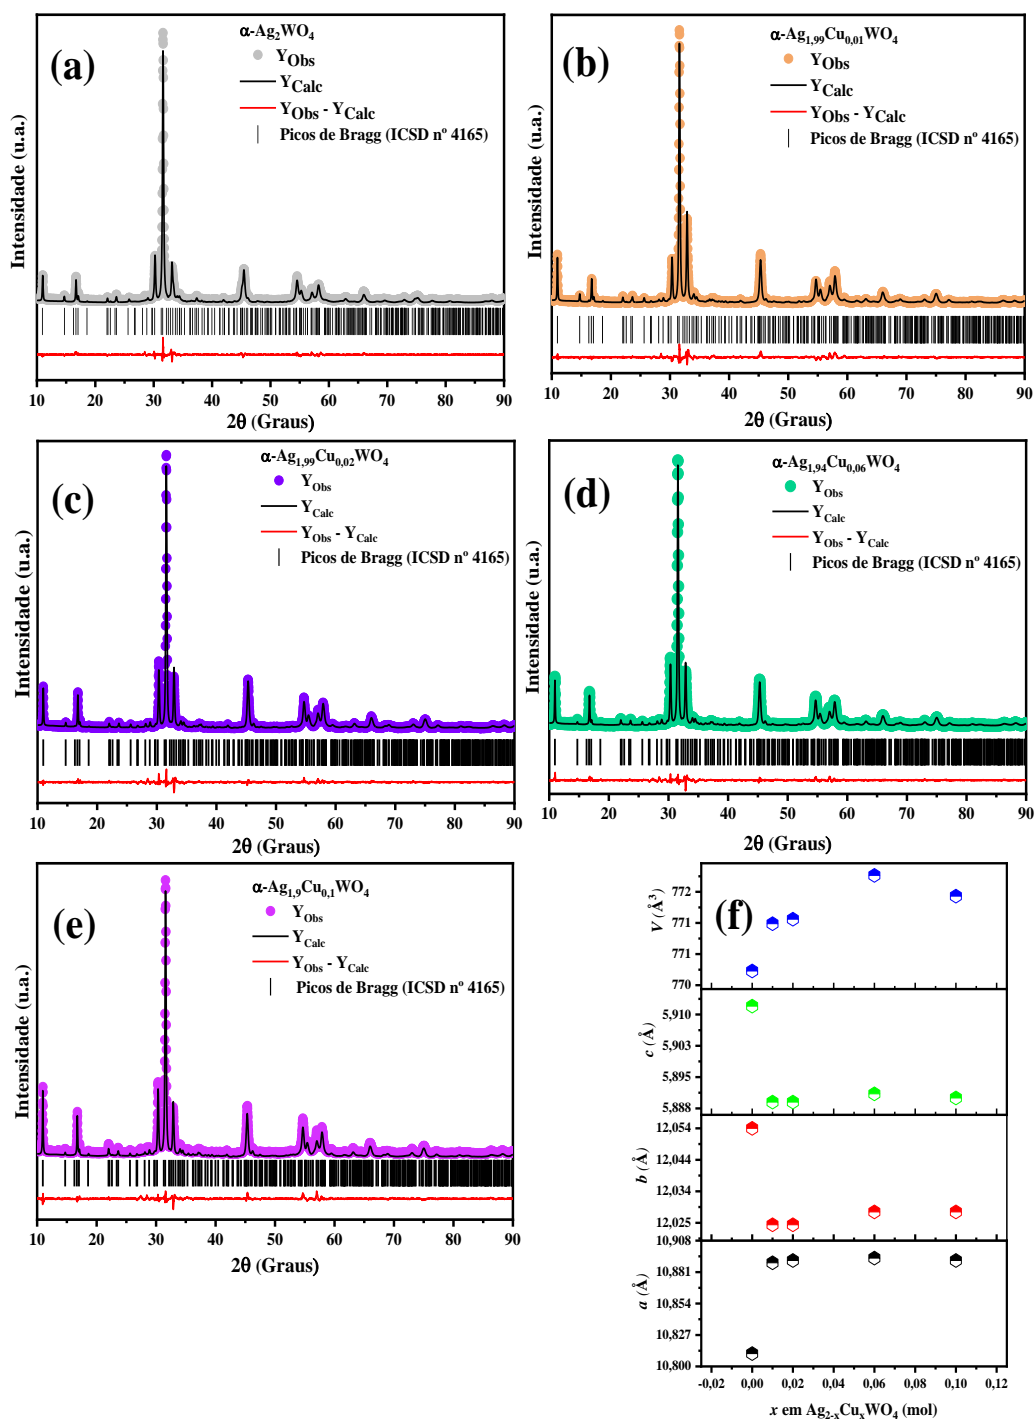 (a)
α-Ag2WO4
YObs
YCalc
YObs - YCalc
Picos de Bragg (ICSD nº 4165)
Intensidade (u.a.)
10 20 30 40 50 60 70 80 90
2θ (Graus)
(b)
α-Ag1,99Cu0,01WO4
YObs
YCalc
YObs - YCalc
Picos de Bragg (ICSD nº 4165)
Intensidade (u.a.)
10 20 30 40 50 60 70 80 90
2θ (Graus)
(c)
α-Ag1,99Cu0,02WO4
YObs
YCalc
YObs - YCalc
Picos de Bragg (ICSD nº 4165)
Intensidade (u.a.)
10 20 30 40 50 60 70 80 90
2θ (Graus)
(d)
α-Ag1,94Cu0,06WO4
YObs
YCalc
YObs - YCalc
Picos de Bragg (ICSD nº 4165)
Intensidade (u.a.)
10 20 30 40 50 60 70 80 90
2θ (Graus)
(e)
α-Ag1,9Cu0,1WO4
YObs
YCalc
YObs - YCalc
Picos de Bragg (ICSD nº 4165)
Intensidade (u.a.)
10 20 30 40 50 60 70 80 90
2θ (Graus)
(f)
V (Å3)
772
771
771
770
c (Å)
5,910
5,903
5,895
5,888
b (Å)
12,054
12,044
12,034
12,025
a (Å)
10,908
10,881
10,854
10,827
10,800
-0,02 0,00 0,02 0,04 0,06 0,08 0,10 0,12
x em Ag2-xCuxWO4 (mol)